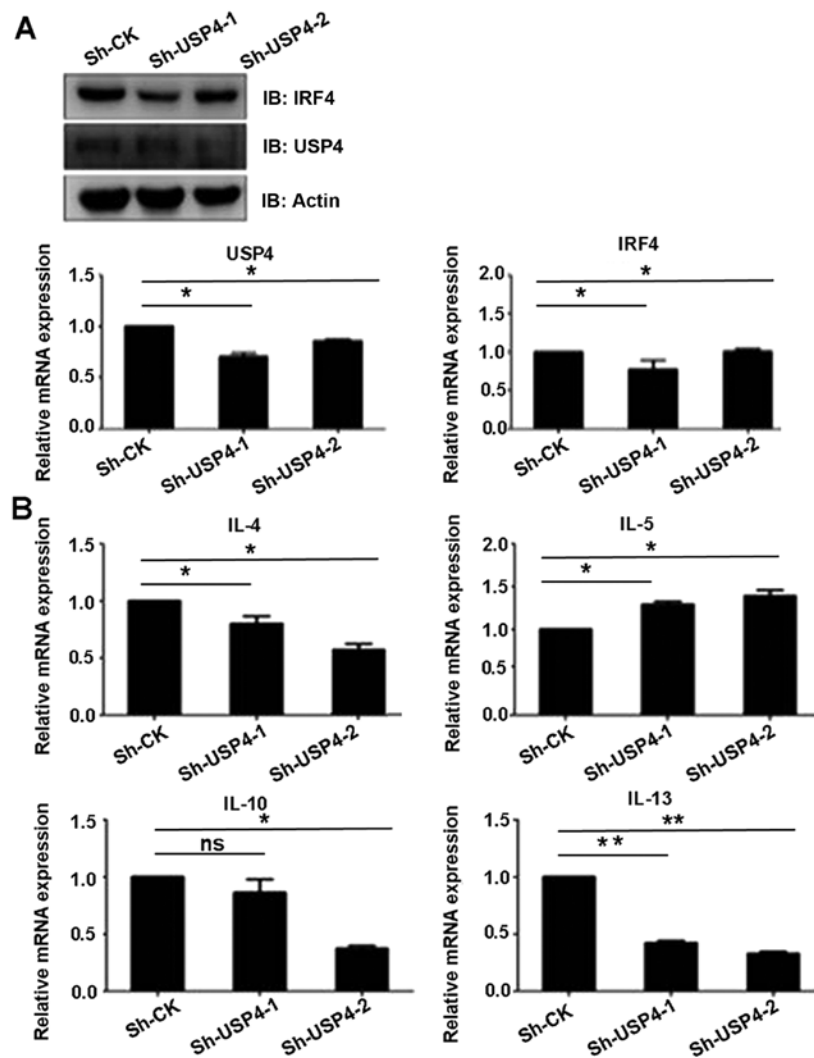 A
Sh-CK Sh-USP4-1 Sh-USP4-2
IB: IRF4
IB: USP4
IB: Actin
USP4
Relative mRNA expression
1.5
1.0
0.5
0.0
*
*
Sh-CK Sh-USP4-1 Sh-USP4-2
IRF4
Relative mRNA expression
2.0
1.5
1.0
0.5
0
*
*
Sh-CK Sh-USP4-1 Sh-USP4-2
B
IL-4
Relative mRNA expression
1.5
1.0
0.5
0.0
*
*
Sh-CK Sh-USP4-1 Sh-USP4-2
IL-5
Relative mRNA expression
2.0
1.5
1.0
0.5
0.0
*
*
Sh-CK Sh-USP4-1 Sh-USP4-2
IL-10
Relative mRNA expression
1.5
1.0
0.5
0.0
*
ns
Sh-CK Sh-USP4-1 Sh-USP4-2
IL-13
Relative mRNA expression
1.5
1.0
0.5
0.0
**
**
Sh-CK Sh-USP4-1 Sh-USP4-2